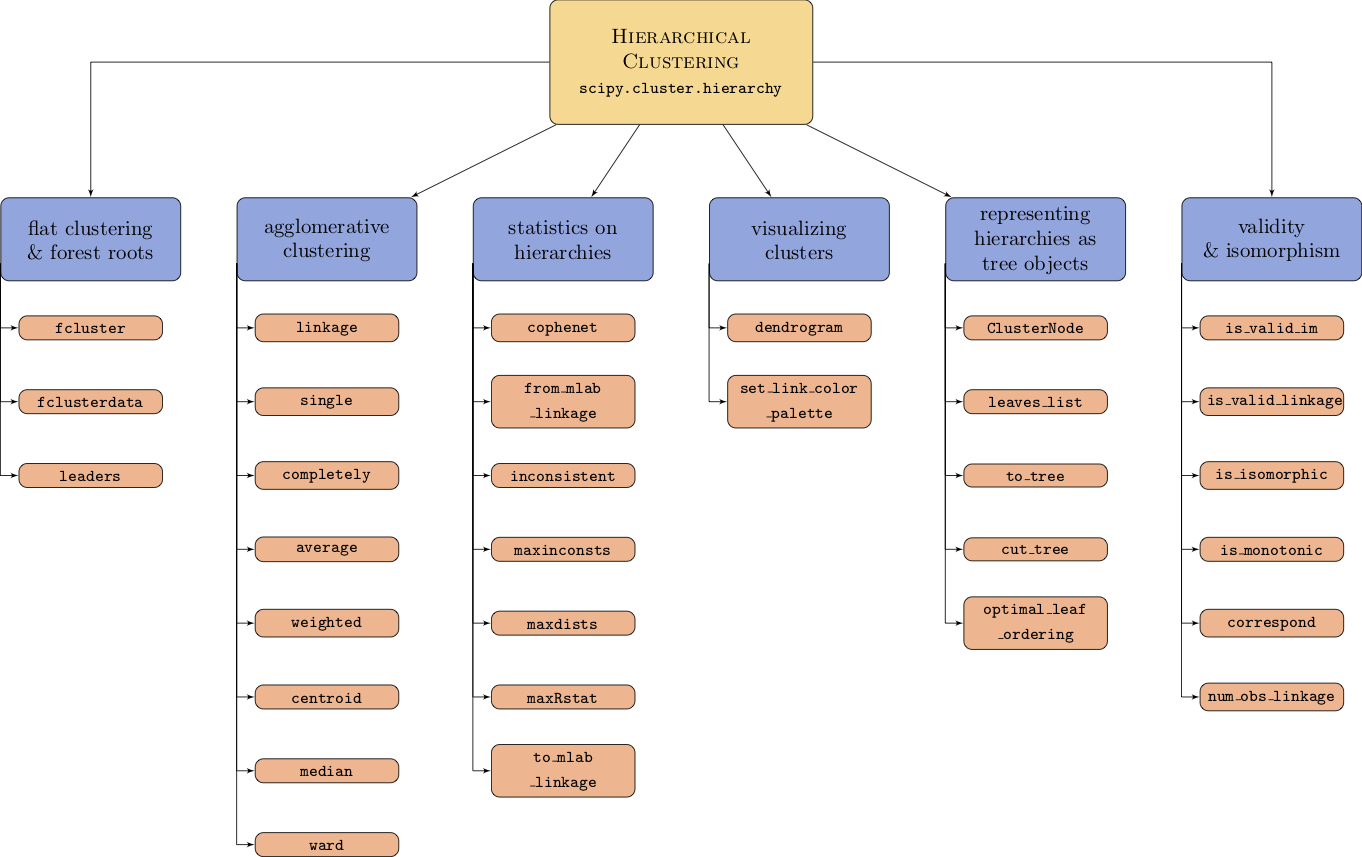 HIERARCHICAL
CLUSTERING
scipy.cluster.hierarchy
flat clustering
& forest roots
fcluster
fclusterdata
leaders
agglomerative
clustering
linkage
single
completely
average
weighted
centroid
median
ward
statistics on
hierarchies
cophenet
from_mlab
_linkage
inconsistent
maxinconsts
maxdists
maxRstat
to_mlab
_linkage
visualizing
clusters
dendrogram
set_link_color
_palette
representing
hierarchies as
tree objects
ClusterNode
leaves_list
to_tree
cut_tree
optimal_leaf
_ordering
validity
& isomorphism
is_valid_im
is_valid_linkage
is_isomorphic
is_monotonic
correspond
num_obs_linkage